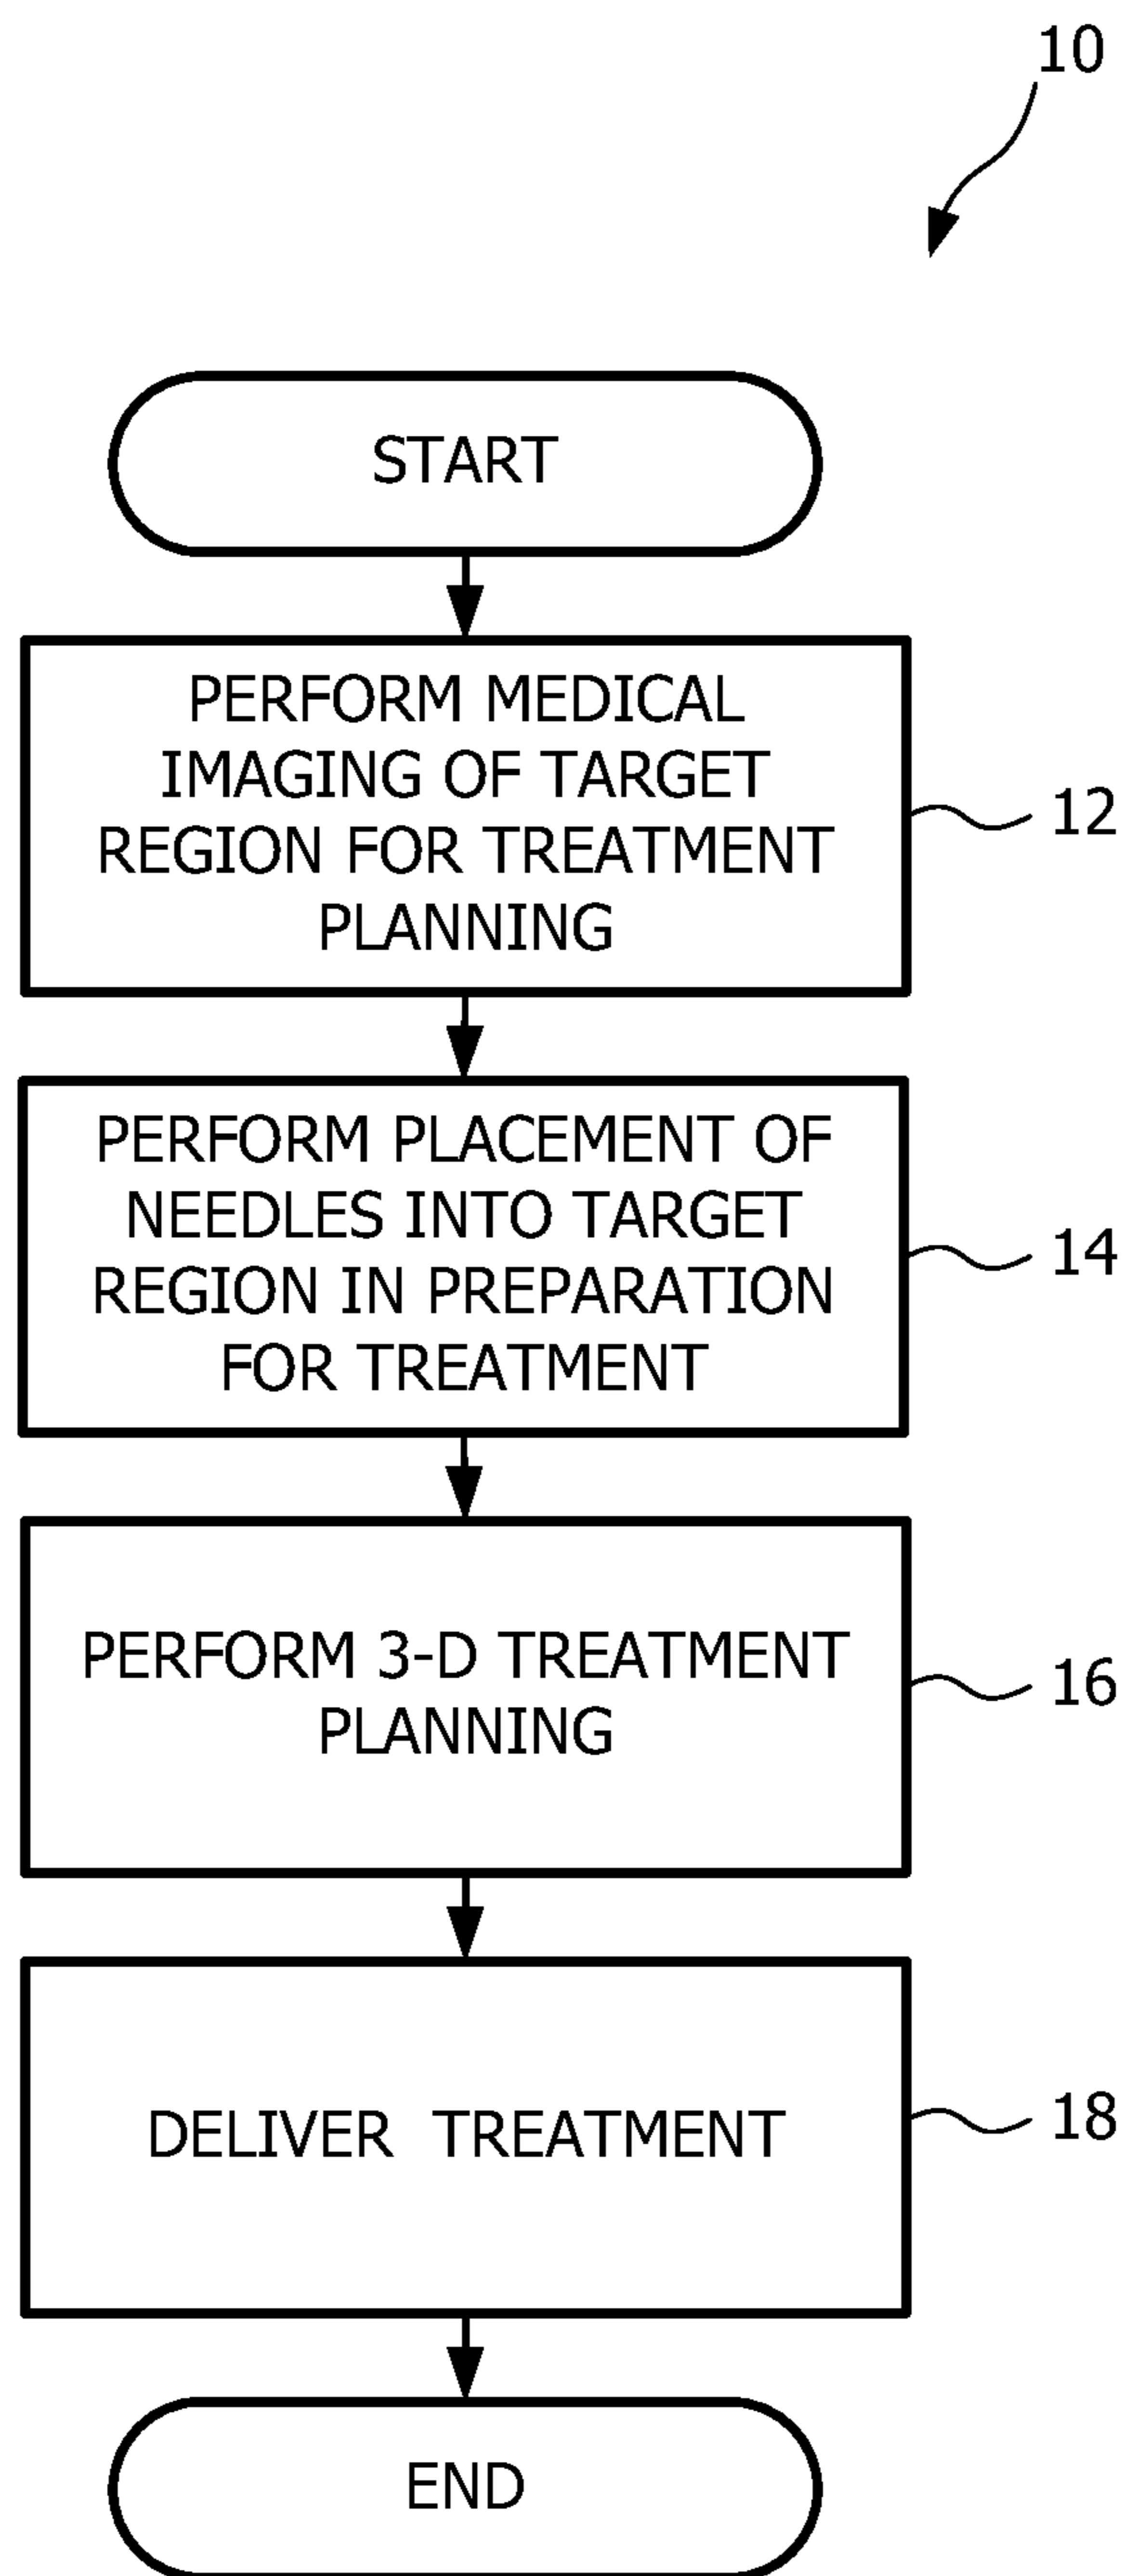 10
START
PERFORM MEDICAL
IMAGING OF TARGET
REGION FOR TREATMENT
PLANNING
12
PERFORM PLACEMENT OF
NEEDLES INTO TARGET
REGION IN PREPARATION
FOR TREATMENT
14
PERFORM 3-D TREATMENT
PLANNING
16
DELIVER TREATMENT
18
END